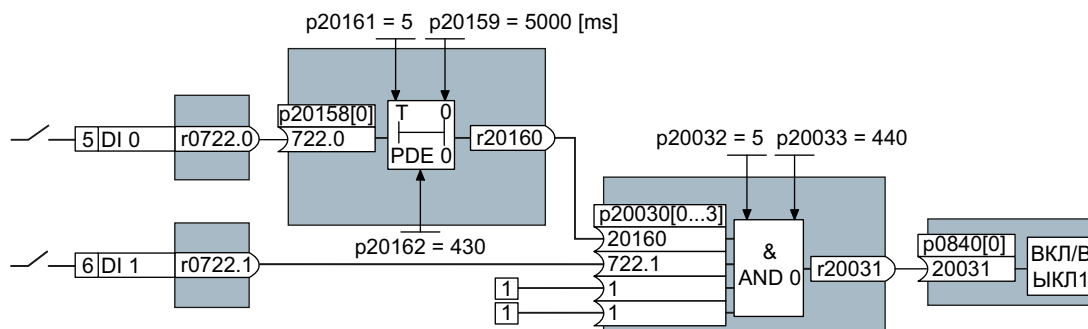 p20161 = 5 p20159 = 5000 [ms]
p20158[0]
T 0
5 DI 0 r0722.0 722.0 r20160
PDE 0
p20032 = 5 p20033 = 440
p20162 = 430
p20030[0...3]
20160
6 DI 1 r0722.1 722.1
&
AND 0
1 1
1 1
r20031
p0840[0]
20031
ВКЛ/В
ЫКЛ1